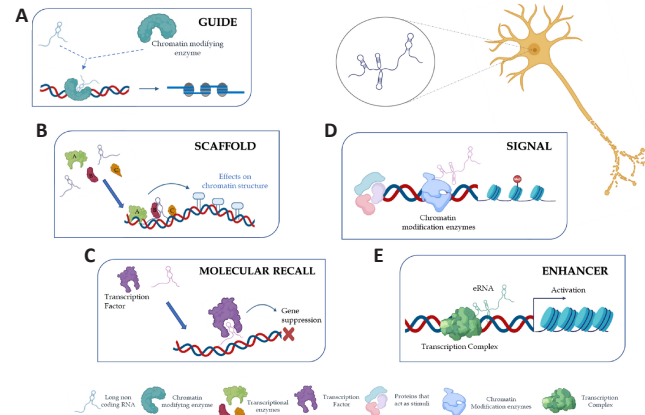 A
GUIDE
Chromatin modifying
enzyme
B
SCAFFOLD
A
B
C
Effects on
chromatin structure
A
B
C
D
SIGNAL
Chromatin
modification enzymes
C
MOLECULAR RECALL
Transcription
Factor
Gene
suppression
E
ENHANCER
eRNA
Activation
Transcription Complex
Long non
coding RNA
Chromatin
modifying enzyme
Transcriptional
enzymes
Transcription
Factor
Proteins that
act as stimuli
Chromatin
Modification enzymes
Transcription
Complex